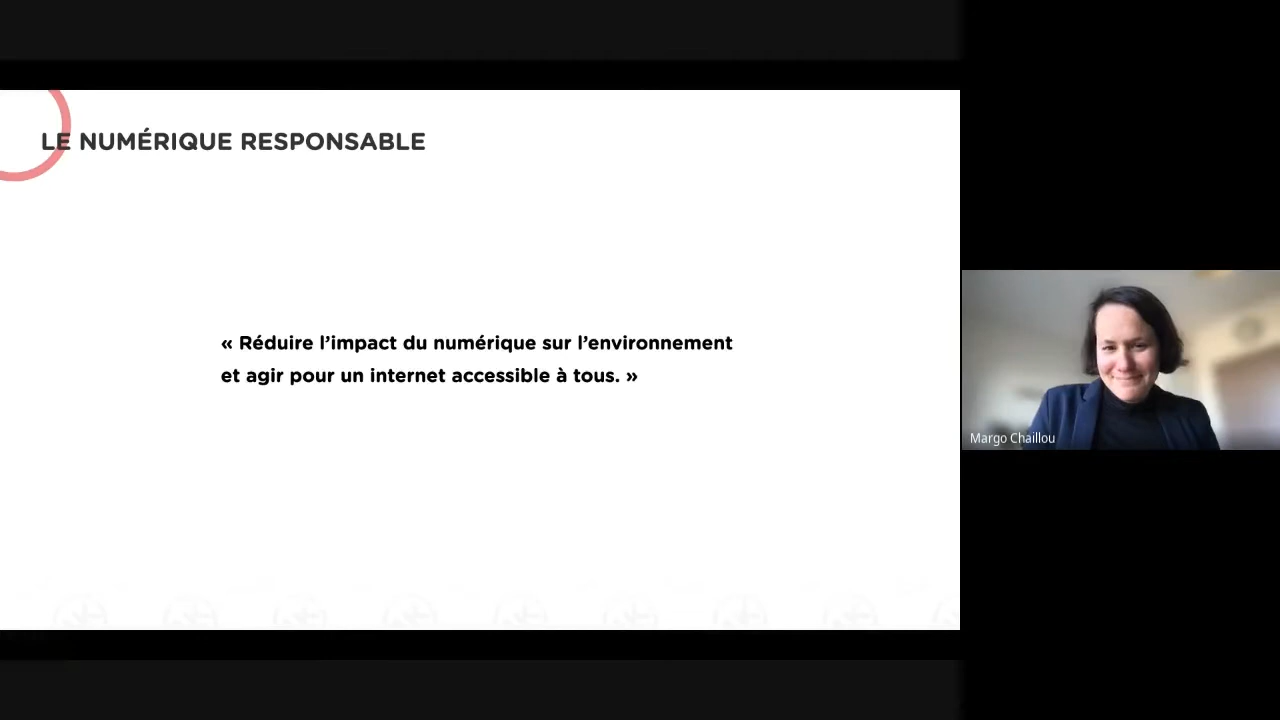 LE NUMÉRIQUE RESPONSABLE
« Réduire l’impact du numérique sur l’environnement
et agir pour un internet accessible à tous. »
Margo Chaillou